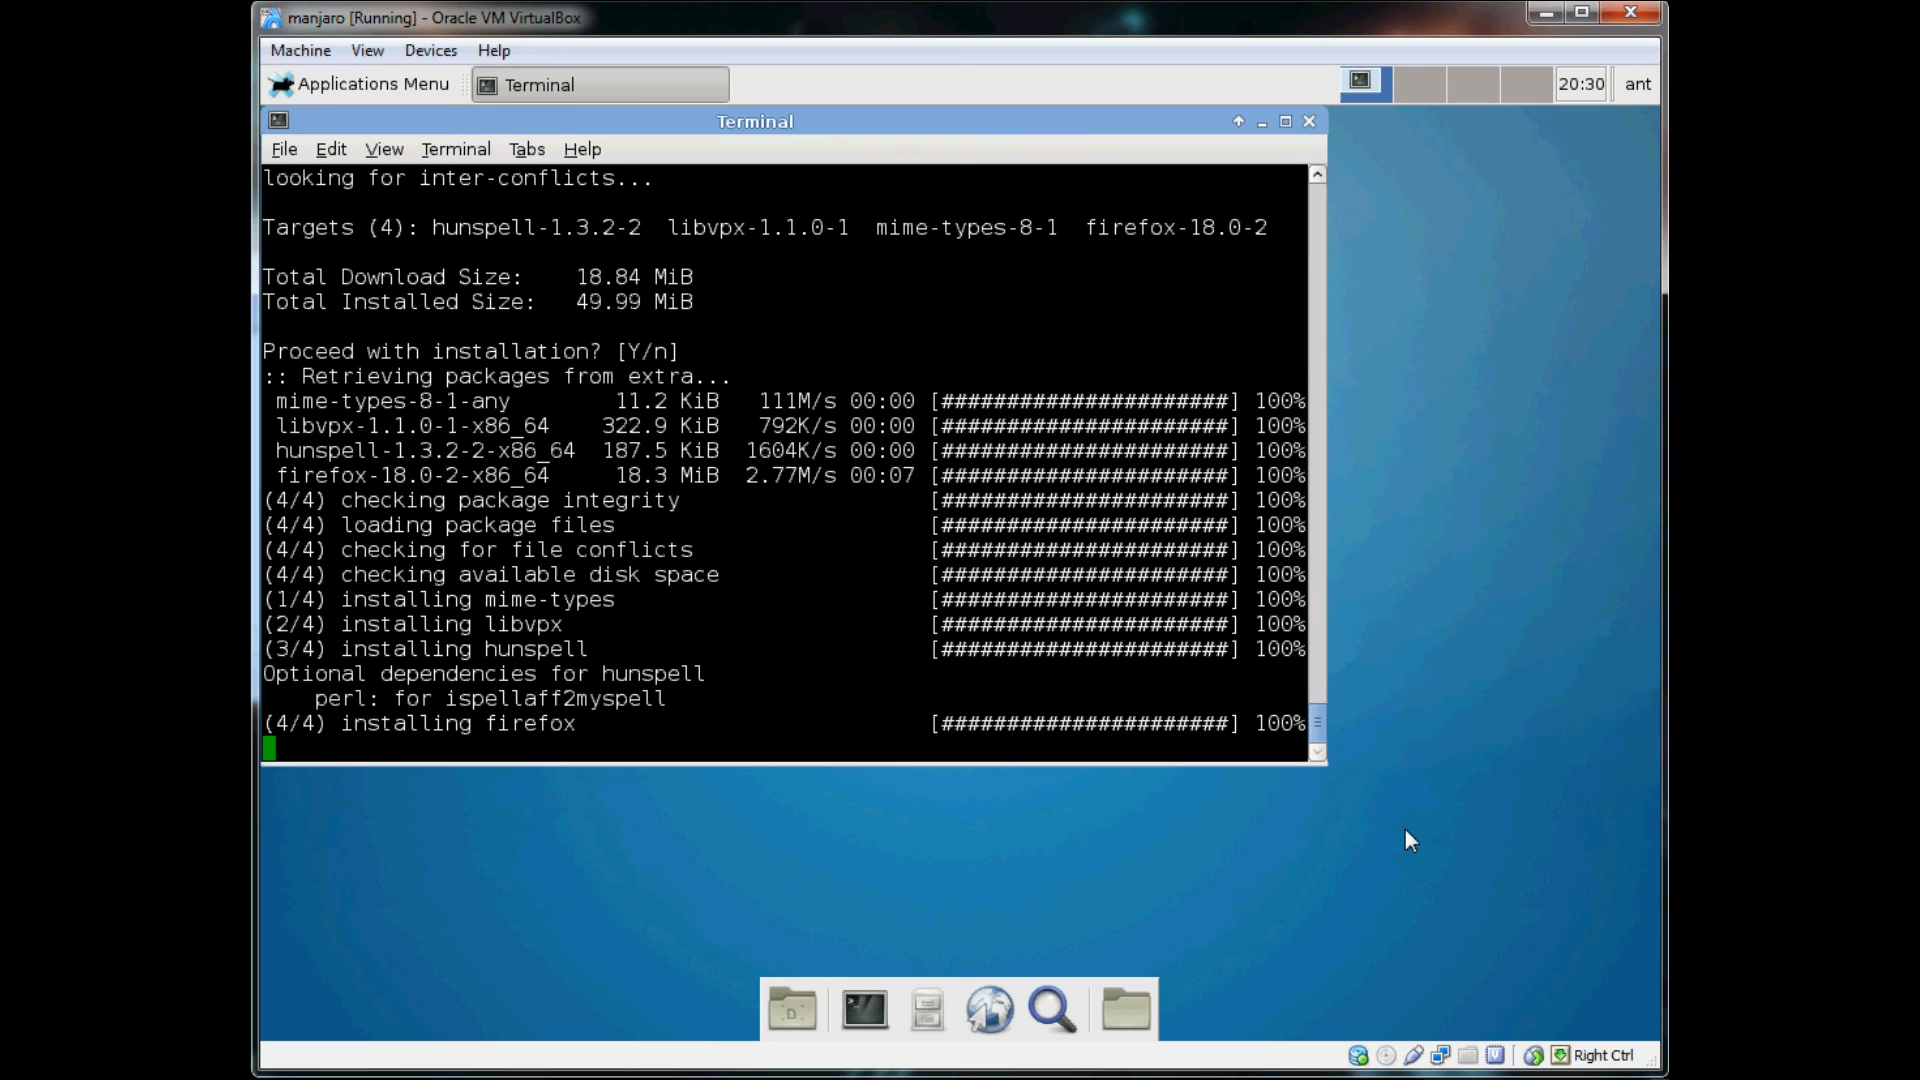 manjaro [Running] - Oracle VM VirtualBox
Machine View Devices Help
Applications Menu Terminal 20:30 ant
Terminal
File Edit View Terminal Tabs Help
looking for inter-conflicts...
Targets (4): hunspell-1.3.2-2 libvpx-1.1.0-1 mime-types-8-1 firefox-18.0-2
Total Download Size: 18.84 MiB
Total Installed Size: 49.99 MiB
Proceed with installation? [Y/n]
:: Retrieving packages from extra...
mime-types-8-1-any 11.2 KiB 111M/s 00:00 [######################] 100%
libvpx-1.1.0-1-x86_64 322.9 KiB 792K/s 00:00 [######################] 100%
hunspell-1.3.2-2-x86_64 187.5 KiB 1604K/s 00:00 [######################] 100%
firefox-18.0-2-x86_64 18.3 MiB 2.77M/s 00:07 [######################] 100%
(4/4) checking package integrity [######################] 100%
(4/4) loading package files [######################] 100%
(4/4) checking for file conflicts [######################] 100%
(4/4) checking available disk space [######################] 100%
(1/4) installing mime-types [######################] 100%
(2/4) installing libvpx [######################] 100%
(3/4) installing hunspell [######################] 100%
Optional dependencies for hunspell
perl: for ispellaff2myspell
(4/4) installing firefox [######################] 100%
Right Ctrl